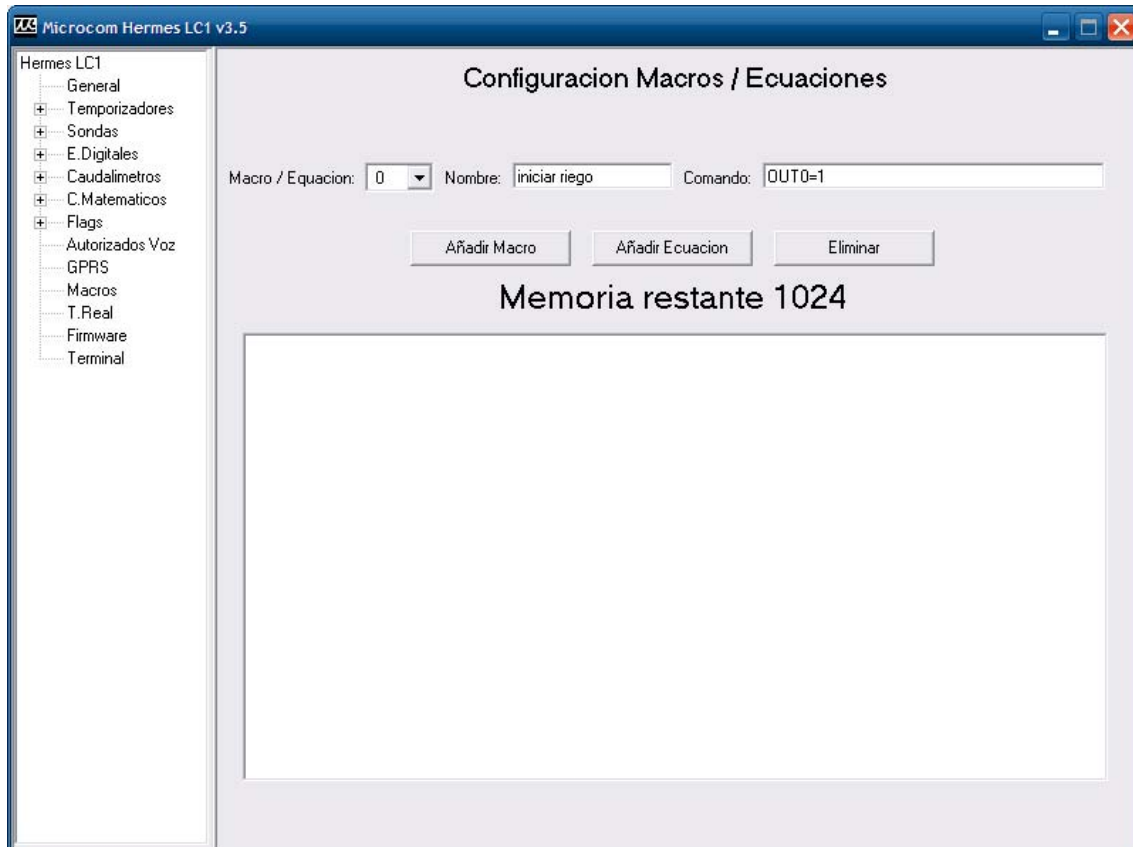 Microcom Hermes LC1 v3.5
Hermes LC1
General
Temporizadores
Sondas
E.Digitales
Caudalimetros
C.Matematicos
Flags
Autorizados Voz
GPRS
Macros
T.Real
Firmware
Terminal
Configuracion Macros / Ecuaciones
Macro / Equacion: 0 Nombre: iniciar riego Comando: OUT0=1
Añadir Macro Añadir Ecuacion Eliminar
Memoria restante 1024